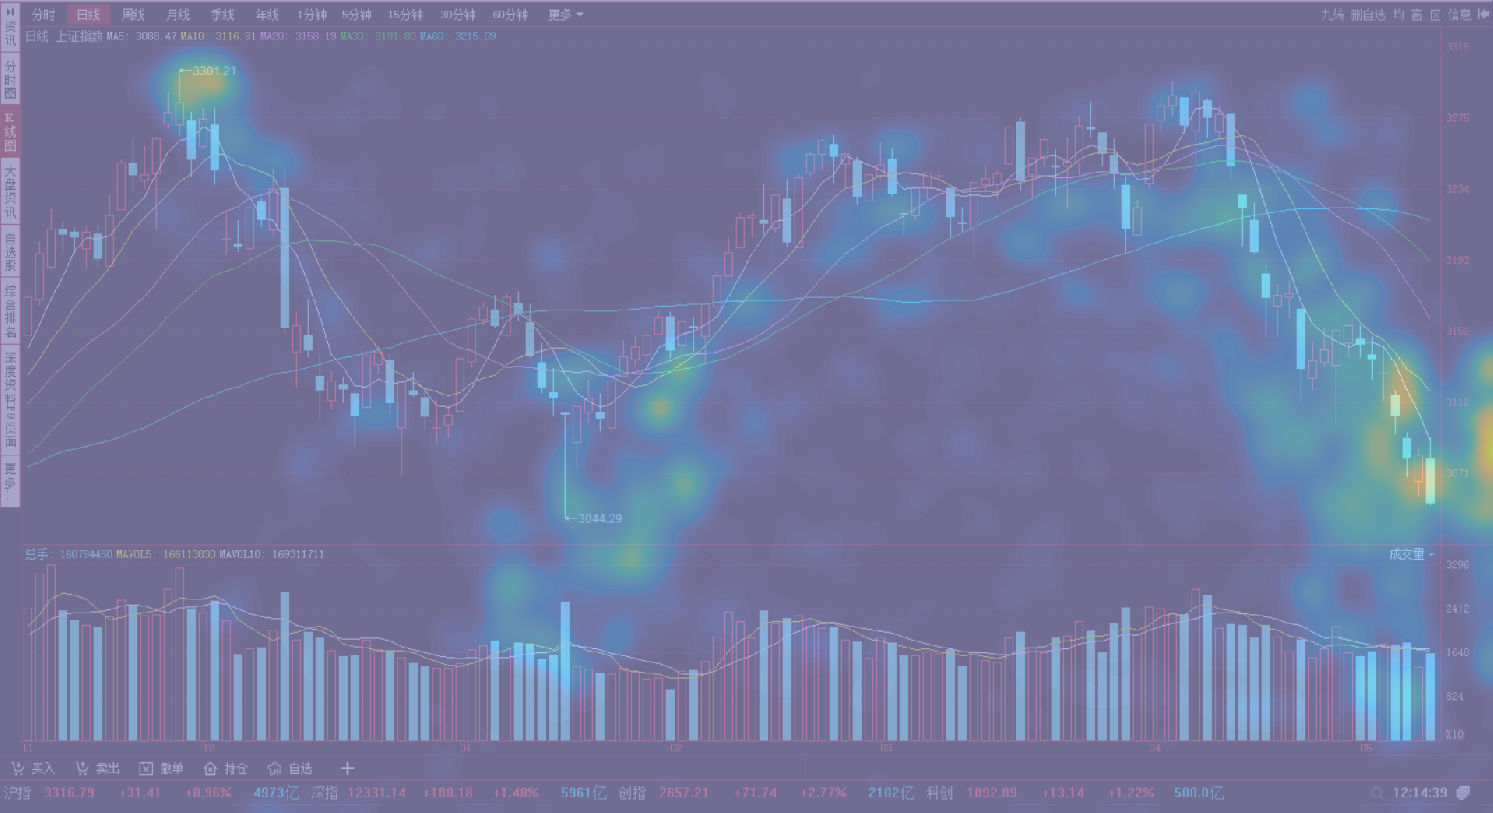 分时 日线 周线 月线 季线 年线 1分钟 5分钟 15分钟 30分钟 60分钟 更多
九转 删自选 均 窗 区 信息
日线 上证指数 MA5: 3088.47 MA10: 3116.91 MA20: 3158.19 MA30: 3191.80 MA60: 3215.09
资讯
分时图
K线图
大盘资讯
自选股
综合排名
深度资料F10页面
更多
3301.21
3044.29
3315
3275
3234
3193
3152
3112
3071
总手: 160794450 MAVOL5: 166113830 MAVOL10: 169311711
成交量
3296
2472
1648
824
X10
11 12 01 02 03 04 05
买入 卖出 撤单 持仓 自选
沪指 3316.79 +31.41 +0.96% 4973亿 深指 12331.14 +180.18 +1.48% 5961亿 创指 2657.21 +71.74 +2.77% 2102亿 科创 1092.09 +13.14 +1.22% 500.0亿 12:14:39